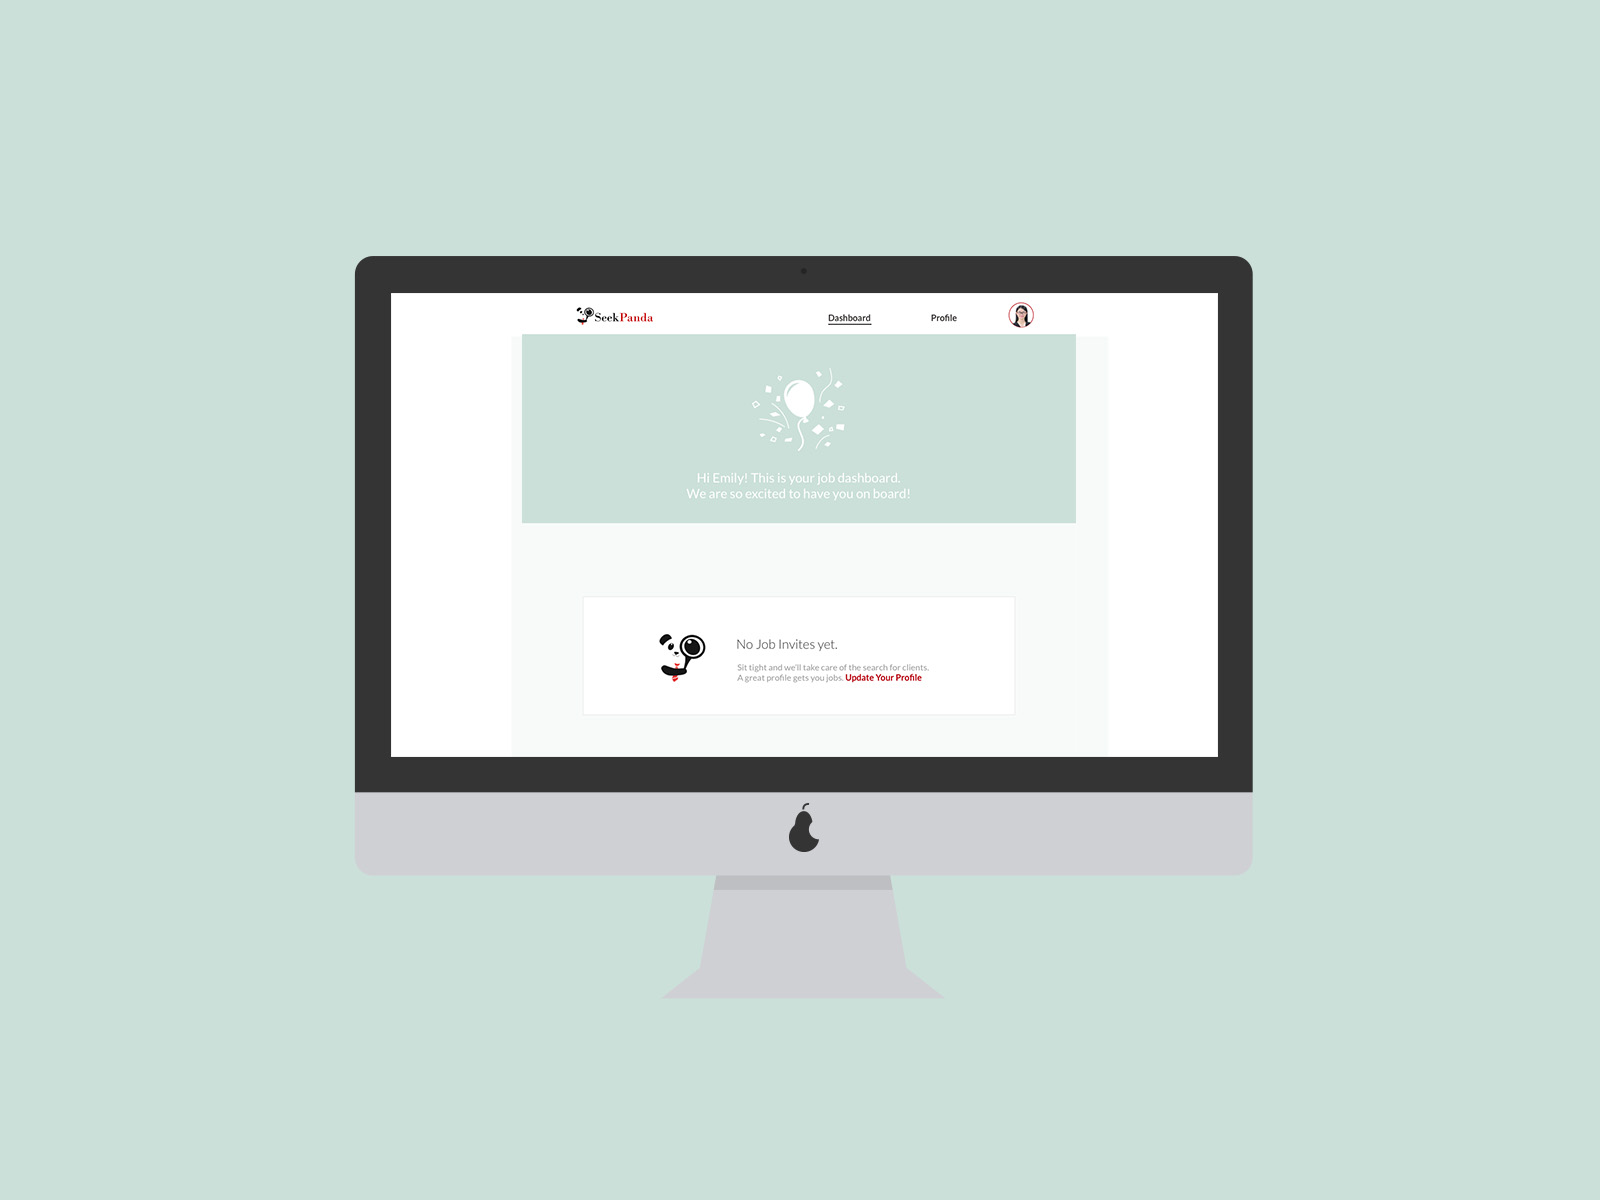 SeekPanda
Dashboard
Profile
Hi Emily! This is your job dashboard.
We are so excited to have you on board!
No Job Invites yet.
Sit tight and we'll take care of the search for clients.
A great profile gets you jobs. Update Your Profile